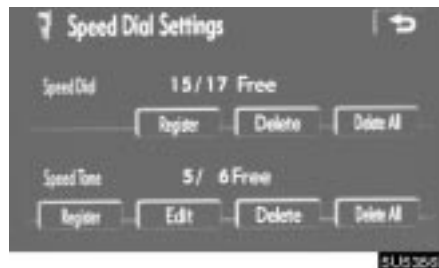 Speed Dial Settings
Speed Dial 15/17 Free
Register Delete Delete All
Speed Tone 5/ 6 Free
Register Edit Delete Delete All